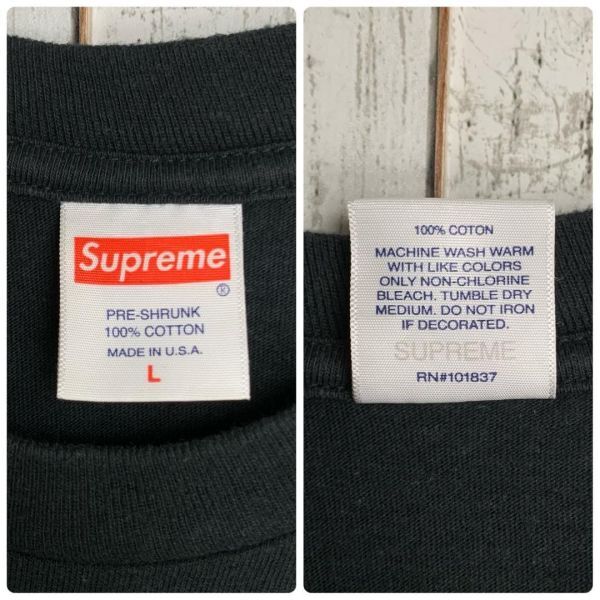 Supreme
®
PRE-SHRUNK
100% COTTON
MADE IN U.S.A.
L
100% COTON
MACHINE WASH WARM
WITH LIKE COLORS
ONLY NON-CHLORINE
BLEACH. TUMBLE DRY
MEDIUM. DO NOT IRON
IF DECORATED.
SUPREME
RN#101837